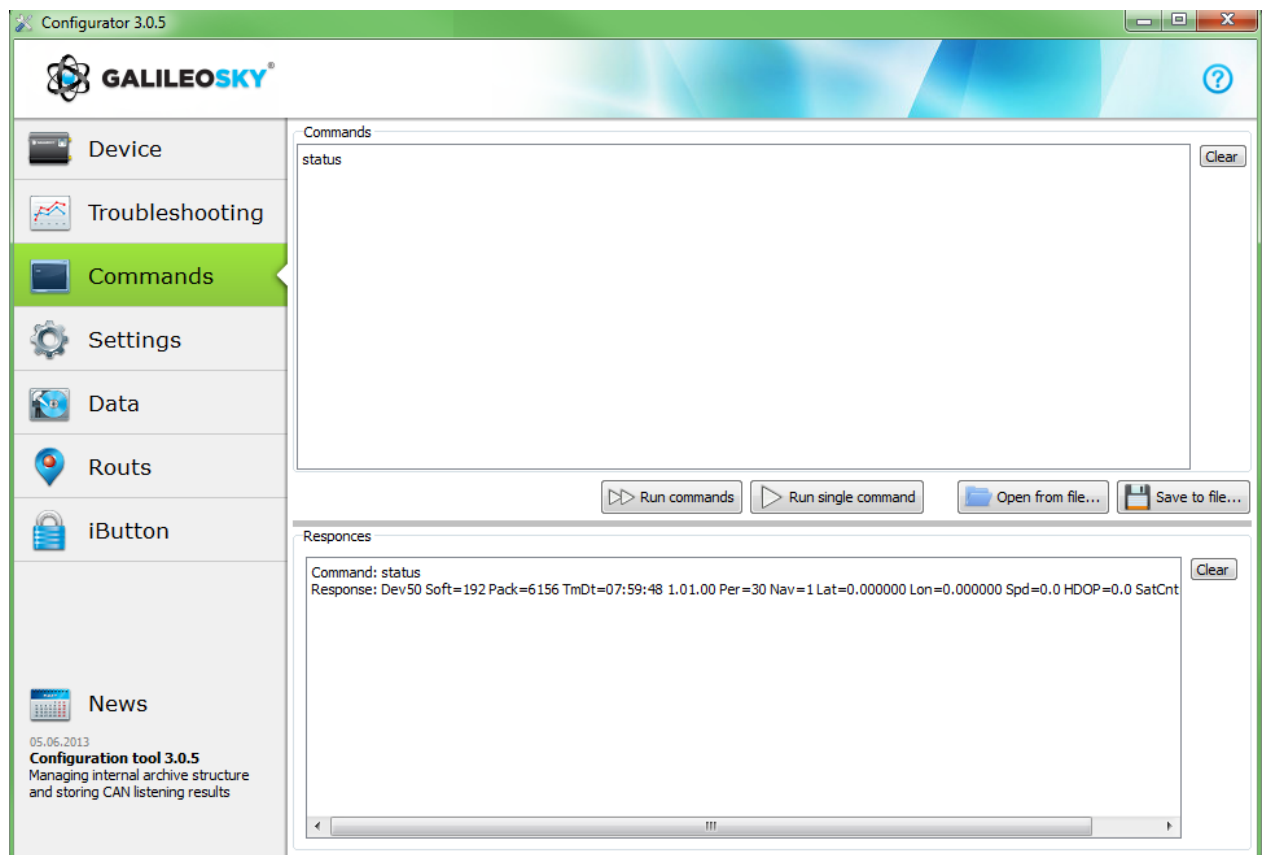 Configurator 3.0.5
GALILEOSKY®
Device
Troubleshooting
Commands
Settings
Data
Routs
iButton
News
05.06.2013
Configuration tool 3.0.5
Managing internal archive structure
and storing CAN listening results
Commands
status
Clear
Run commands
Run single command
Open from file...
Save to file...
Responces
Command: status
Response: Dev50 Soft=192 Pack=6156 TmDt=07:59:48 1.01.00 Per=30 Nav=1 Lat=0.000000 Lon=0.000000 Spd=0.0 HDOP=0.0 SatCnt
Clear